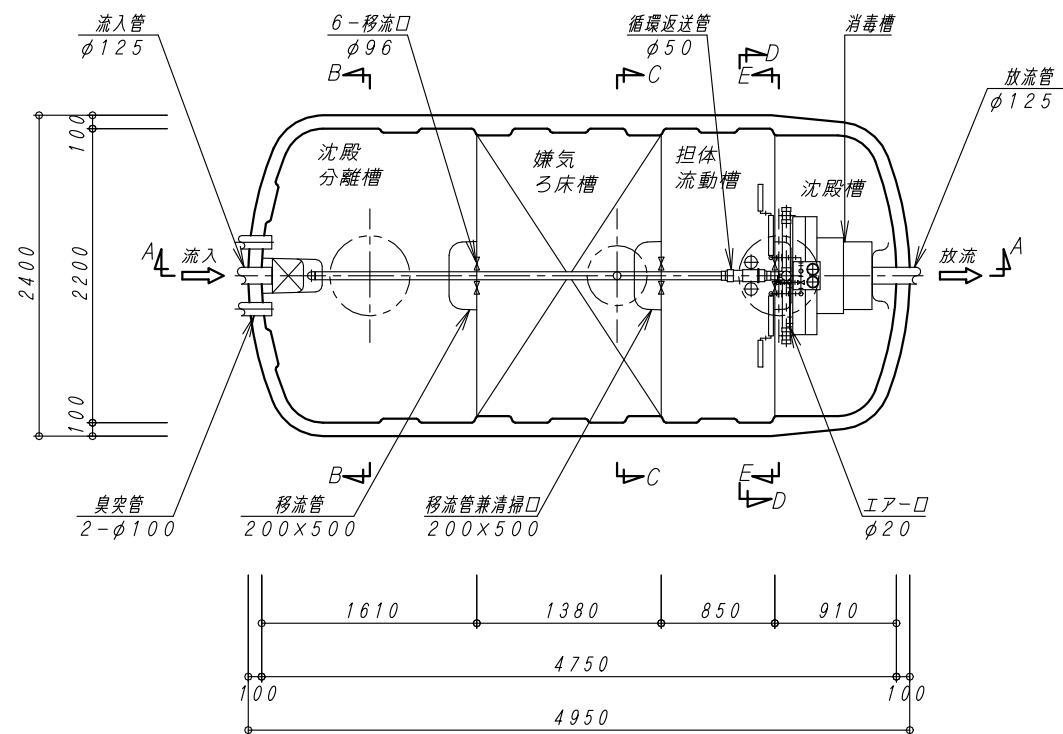 流入管
φ125
6-移流口
φ96
循環返送管
φ50
消毒槽
放流管
φ125
B
C
D
E
100
沈殿
分離槽
嫌気
ろ床槽
担体
流動槽
沈殿槽
2400
2200
A
流入
放流
A
100
B
C
E
D
臭突管
2-φ100
移流管
200×500
移流管兼清掃口
200×500
エアー口
φ20
1610
1380
850
910
4750
100
100
4950